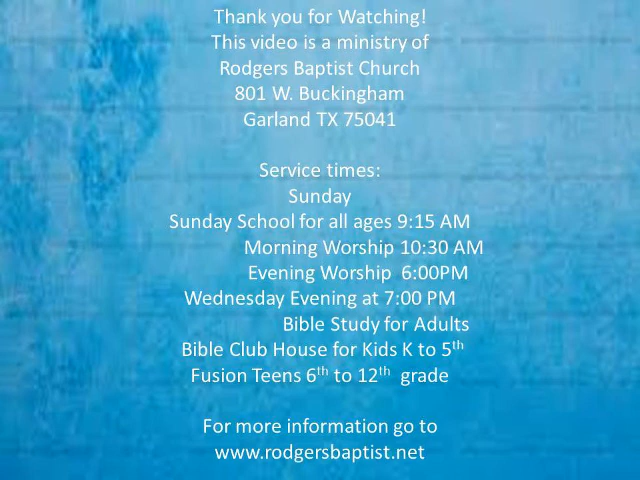 Thank you for Watching!
This video is a ministry of
Rodgers Baptist Church
801 W. Buckingham
Garland TX 75041
Service times:
Sunday
Sunday School for all ages 9:15 AM
Morning Worship 10:30 AM
Evening Worship  6:00PM
Wednesday Evening at 7:00 PM
Bible Study for Adults
Bible Club House for Kids K to 5th
Fusion Teens 6th to 12th  grade
For more information go to
www.rodgersbaptist.net